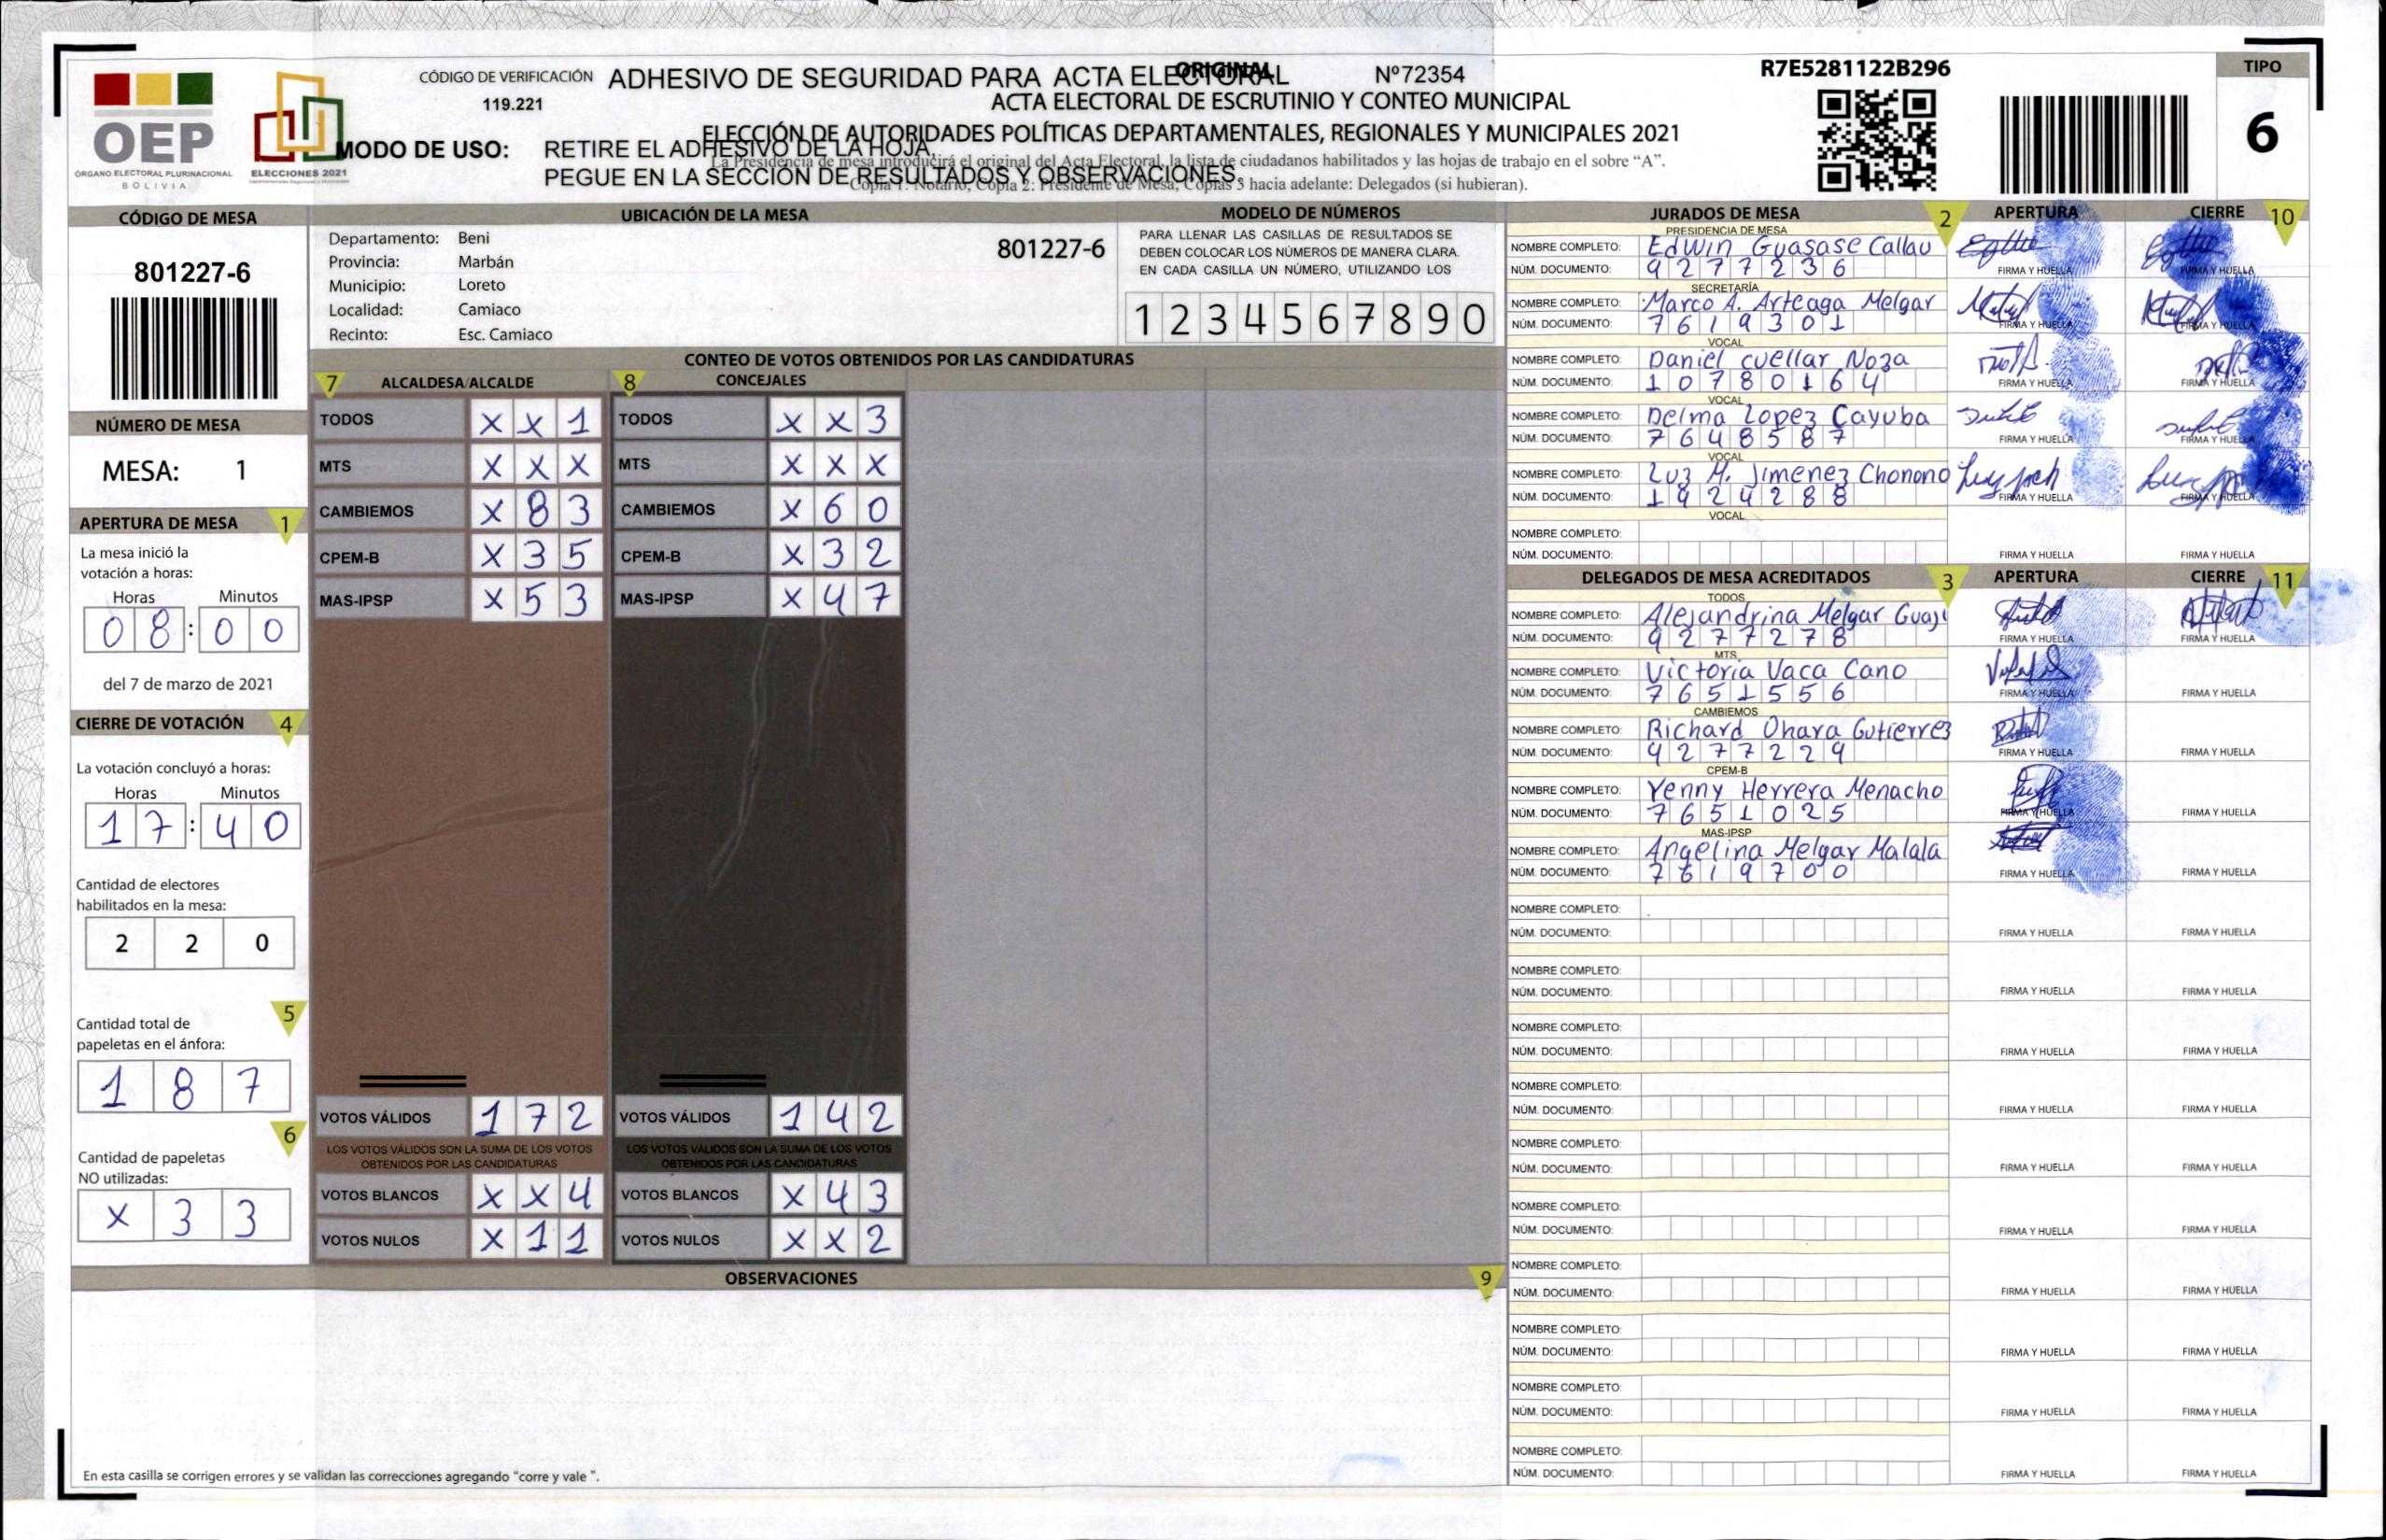 OEP
ÓRGANO ELECTORAL PLURINACIONAL
BOLIVIA
ELECCIONES 2021
CÓDIGO DE VERIFICACIÓN
119.221
ADHESIVO DE SEGURIDAD PARA ACTA ELECTORAL Nº72354
ORIGINAL
ACTA ELECTORAL DE ESCRUTINIO Y CONTEO MUNICIPAL
ELECCIÓN DE AUTORIDADES POLÍTICAS DEPARTAMENTALES, REGIONALES Y MUNICIPALES 2021
MODO DE USO: RETIRE EL ADHESIVO DE LA HOJA,
La Presidencia de mesa introducirá el original del Acta Electoral, la lista de ciudadanos habilitados y las hojas de trabajo en el sobre “A”.
PEGUE EN LA SECCIÓN DE RESULTADOS Y OBSERVACIONES.
Copia 1: Notario, Copia 2: Presidente de Mesa, Copias 3 hacia adelante: Delegados (si hubieran).
R7E5281122B296
TIPO
6
CÓDIGO DE MESA
801227-6
NÚMERO DE MESA
MESA: 1
APERTURA DE MESA 1
La mesa inició la
votación a horas:
Horas Minutos
08:00
del 7 de marzo de 2021
CIERRE DE VOTACIÓN 4
La votación concluyó a horas:
Horas Minutos
17:40
Cantidad de electores
habilitados en la mesa:
2 2 0
5
Cantidad total de
papeletas en el ánfora:
1 8 7
6
Cantidad de papeletas
NO utilizadas:
X 3 3
UBICACIÓN DE LA MESA
Departamento: Beni
801227-6
Provincia: Marbán
Municipio: Loreto
Localidad: Camiaco
Recinto: Esc. Camiaco
MODELO DE NÚMEROS
PARA LLENAR LAS CASILLAS DE RESULTADOS SE
DEBEN COLOCAR LOS NÚMEROS DE MANERA CLARA.
EN CADA CASILLA UN NÚMERO, UTILIZANDO LOS
1 2 3 4 5 6 7 8 9 0
CONTEO DE VOTOS OBTENIDOS POR LAS CANDIDATURAS
7 ALCALDESA/ALCALDE
TODOS X X 1
MTS X X X
CAMBIEMOS X 8 3
CPEM-B X 3 5
MAS-IPSP X 5 3
VOTOS VÁLIDOS 1 7 2
LOS VOTOS VÁLIDOS SON LA SUMA DE LOS VOTOS
OBTENIDOS POR LAS CANDIDATURAS
VOTOS BLANCOS X X 4
VOTOS NULOS X 1 1
8 CONCEJALES
TODOS X X 3
MTS X X X
CAMBIEMOS X 6 0
CPEM-B X 3 2
MAS-IPSP X 4 7
VOTOS VÁLIDOS 1 4 2
LOS VOTOS VÁLIDOS SON LA SUMA DE LOS VOTOS
OBTENIDOS POR LAS CANDIDATURAS
VOTOS BLANCOS X 4 3
VOTOS NULOS X X 2
OBSERVACIONES 9
En esta casilla se corrigen errores y se validan las correcciones agregando “corre y vale ”.
JURADOS DE MESA 2 APERTURA CIERRE 10
PRESIDENCIA DE MESA
NOMBRE COMPLETO: Edwin Guasase Callau
NÚM. DOCUMENTO: 9277236 FIRMA Y HUELLA FIRMA Y HUELLA
SECRETARÍA
NOMBRE COMPLETO: Marco A. Arteaga Melgar
NÚM. DOCUMENTO: 7619301 FIRMA Y HUELLA FIRMA Y HUELLA
VOCAL
NOMBRE COMPLETO: Daniel cuellar Noza
NÚM. DOCUMENTO: 10780164 FIRMA Y HUELLA FIRMA Y HUELLA
VOCAL
NOMBRE COMPLETO: Delma Lopez Cayuba
NÚM. DOCUMENTO: 7648587 FIRMA Y HUELLA FIRMA Y HUELLA
VOCAL
NOMBRE COMPLETO: Luz M. Jimenez Chonono
NÚM. DOCUMENTO: 1924288 FIRMA Y HUELLA FIRMA Y HUELLA
VOCAL
NOMBRE COMPLETO:
NÚM. DOCUMENTO: FIRMA Y HUELLA FIRMA Y HUELLA
DELEGADOS DE MESA ACREDITADOS 3 APERTURA CIERRE 11
TODOS
NOMBRE COMPLETO: Alejandrina Melgar
NÚM. DOCUMENTO: 9277278 FIRMA Y HUELLA FIRMA Y HUELLA
MTS
NOMBRE COMPLETO: Victoria Vaca Cano
NÚM. DOCUMENTO: 7651556 FIRMA Y HUELLA FIRMA Y HUELLA
CAMBIEMOS
NOMBRE COMPLETO: Richard Ohara Gutierrez
NÚM. DOCUMENTO: 9277229 FIRMA Y HUELLA FIRMA Y HUELLA
CPEM-B
NOMBRE COMPLETO: Yenny Herrera Menacho
NÚM. DOCUMENTO: 7651025 FIRMA Y HUELLA FIRMA Y HUELLA
MAS-IPSP
NOMBRE COMPLETO: Angelina Melgar Malala
NÚM. DOCUMENTO: 7619700 FIRMA Y HUELLA FIRMA Y HUELLA
NOMBRE COMPLETO:
NÚM. DOCUMENTO: FIRMA Y HUELLA FIRMA Y HUELLA
NOMBRE COMPLETO:
NÚM. DOCUMENTO: FIRMA Y HUELLA FIRMA Y HUELLA
NOMBRE COMPLETO:
NÚM. DOCUMENTO: FIRMA Y HUELLA FIRMA Y HUELLA
NOMBRE COMPLETO:
NÚM. DOCUMENTO: FIRMA Y HUELLA FIRMA Y HUELLA
NOMBRE COMPLETO:
NÚM. DOCUMENTO: FIRMA Y HUELLA FIRMA Y HUELLA
NOMBRE COMPLETO:
NÚM. DOCUMENTO: FIRMA Y HUELLA FIRMA Y HUELLA
NOMBRE COMPLETO:
NÚM. DOCUMENTO: FIRMA Y HUELLA FIRMA Y HUELLA
NOMBRE COMPLETO:
NÚM. DOCUMENTO: FIRMA Y HUELLA FIRMA Y HUELLA
NOMBRE COMPLETO:
NÚM. DOCUMENTO: FIRMA Y HUELLA FIRMA Y HUELLA
NOMBRE COMPLETO:
NÚM. DOCUMENTO: FIRMA Y HUELLA FIRMA Y HUELLA